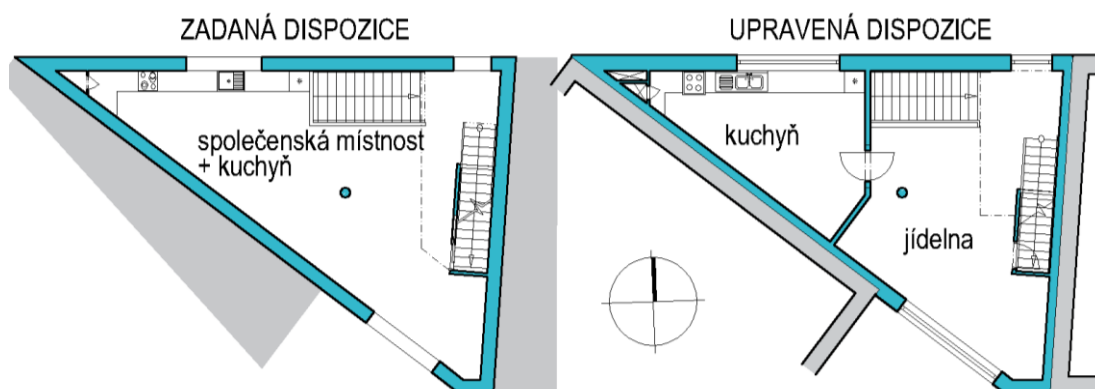 ZADANÁ DISPOZICE
společenská místnost
+ kuchyň
UPRAVENÁ DISPOZICE
kuchyň
jídelna